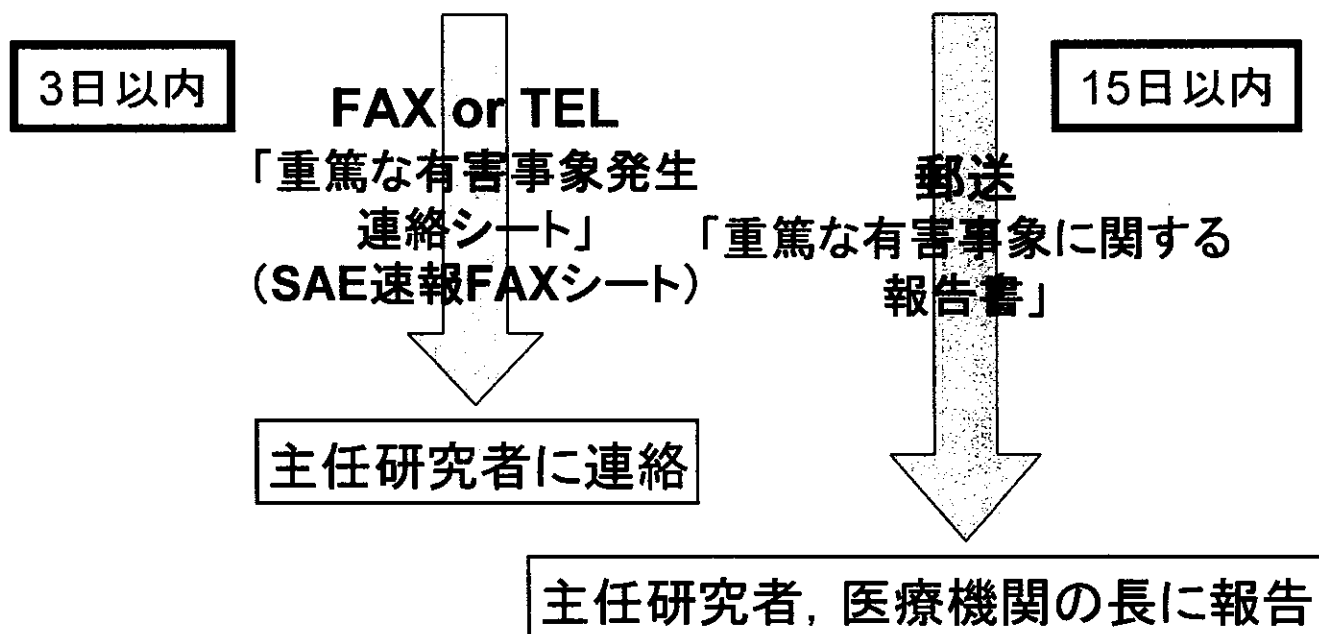 3日以内
FAX or TEL
「重篤な有害事象発生
連絡シート」
（SAE速報FAXシート）
主任研究者に連絡
15日以内
郵送
「重篤な有害事象に関する
報告書」
主任研究者，医療機関の長に報告